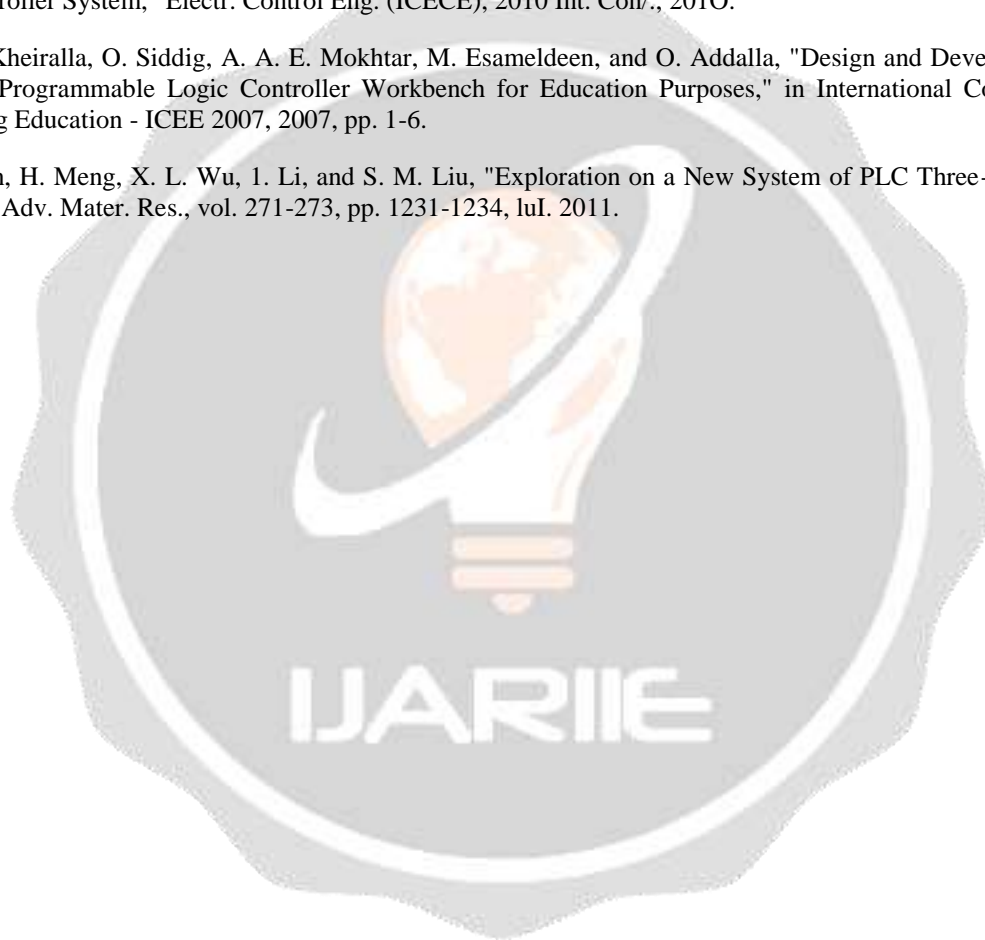 roller System," Electr. Control Eng. (ICECE), 2010 Int. Con/., 201O.
Kheiralla, O. Siddig, A. A. E. Mokhtar, M. Esameldeen, and O. Addalla, "Design and Deve
Programmable Logic Controller Workbench for Education Purposes," in International Co
g Education - ICEE 2007, 2007, pp. 1-6.
n, H. Meng, X. L. Wu, 1. Li, and S. M. Liu, "Exploration on a New System of PLC Three-
Adv. Mater. Res., vol. 271-273, pp. 1231-1234, luI. 2011.
IJARIIE